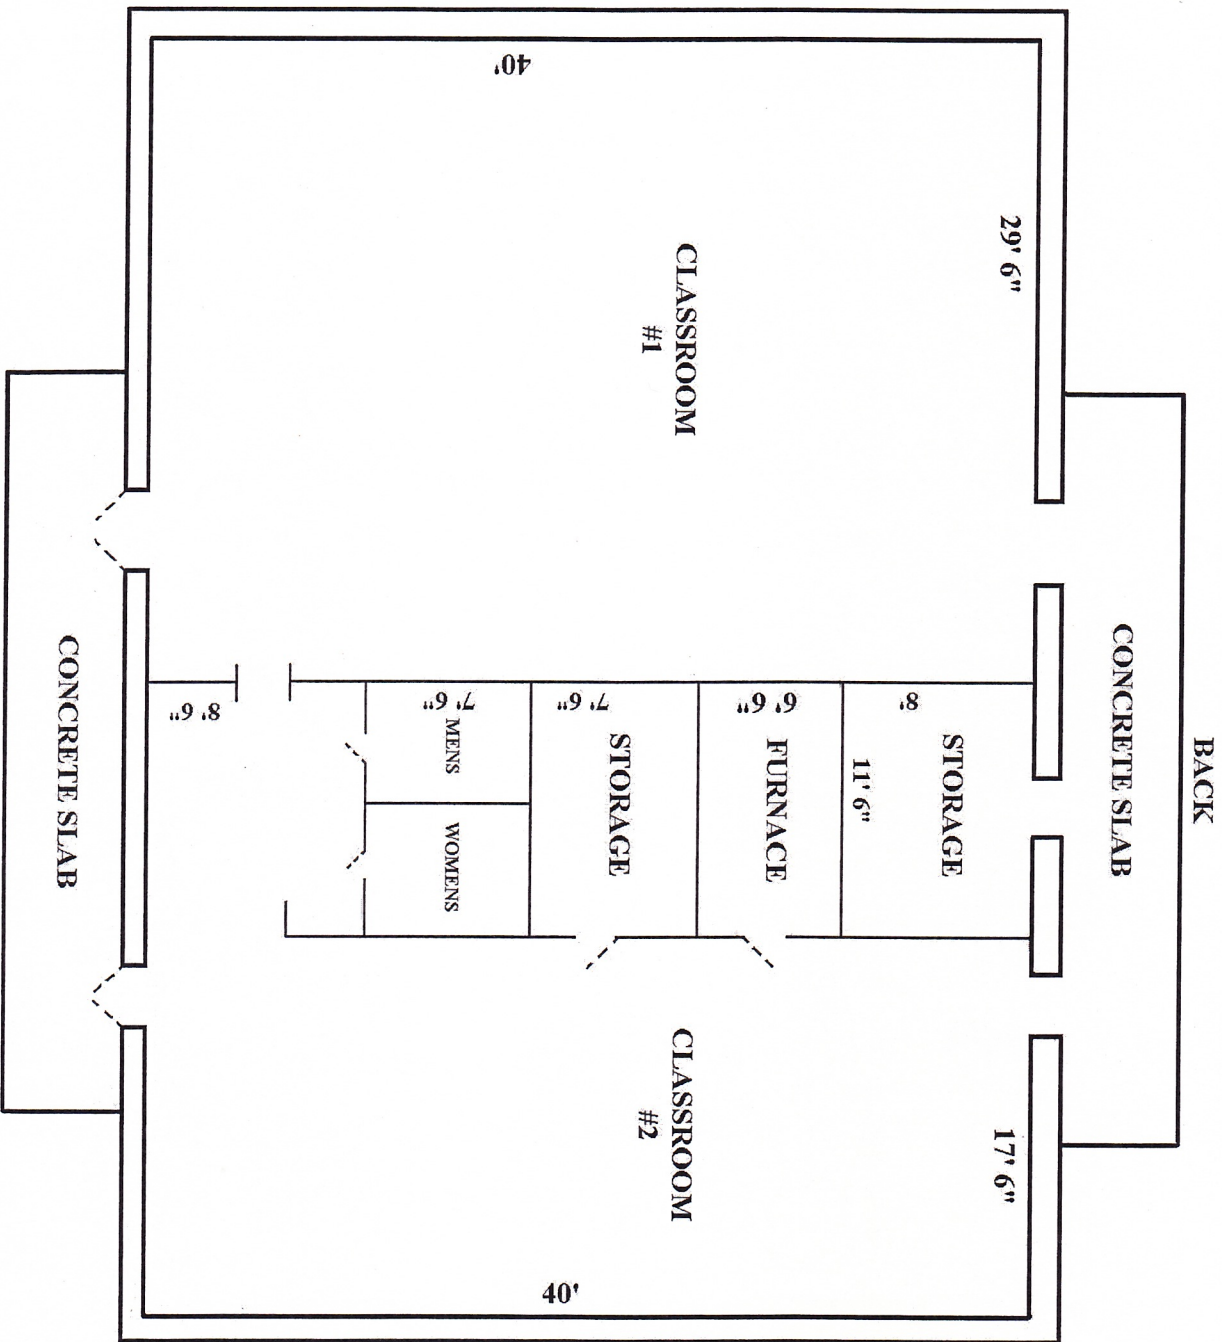 BACK
CONCRETE SLAB
29' 6"
17' 6"
40'
CLASSROOM
#1
8'
STORAGE
11' 6"
6' 6"
FURNACE
7' 6"
STORAGE
7' 6"
MENS
WOMENS
8' 6"
CLASSROOM
#2
40'
CONCRETE SLAB